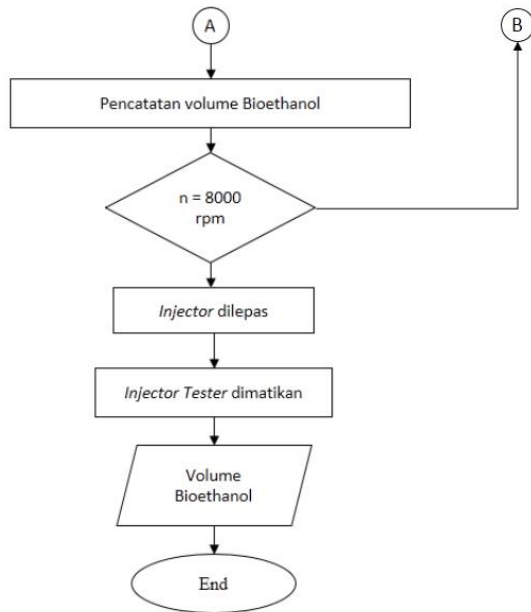 A
B
Pencatatan volume Bioethanol
n = 8000
rpm
Injector dilepas
Injector Tester dimatikan
Volume
Bioethanol
End